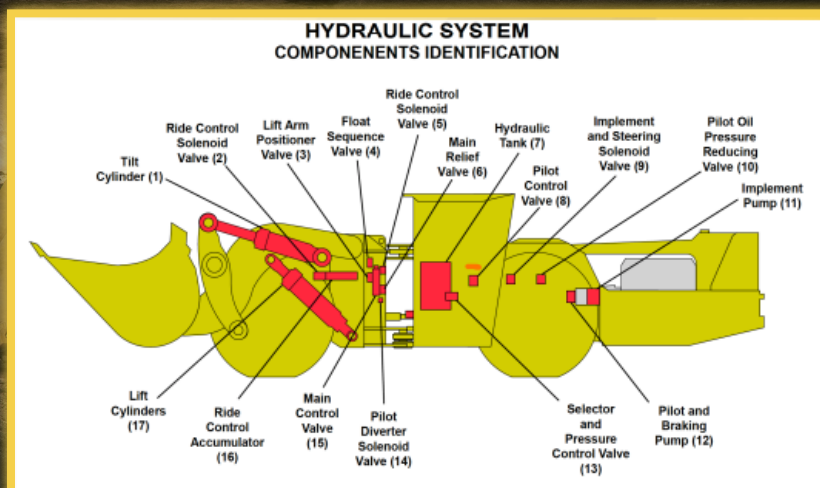 HYDRAULIC SYSTEM
COMPONENENTS IDENTIFICATION
Tilt
Cylinder (1)
Ride Control
Solenoid
Valve (2)
Lift Arm
Positioner
Valve (3)
Float
Sequence
Valve (4)
Ride Control
Solenoid
Valve (5)
Main
Relief
Valve (6)
Hydraulic
Tank (7)
Pilot
Control
Valve (8)
Implement
and Steering
Solenoid
Valve (9)
Pilot Oil
Pressure
Reducing
Valve (10)
Implement
Pump (11)
Lift
Cylinders
(17)
Ride
Control
Accumulator
(16)
Main
Control
Valve
(15)
Pilot
Diverter
Solenoid
Valve (14)
Selector
and
Pressure
Control Valve
(13)
Pilot and
Braking
Pump (12)